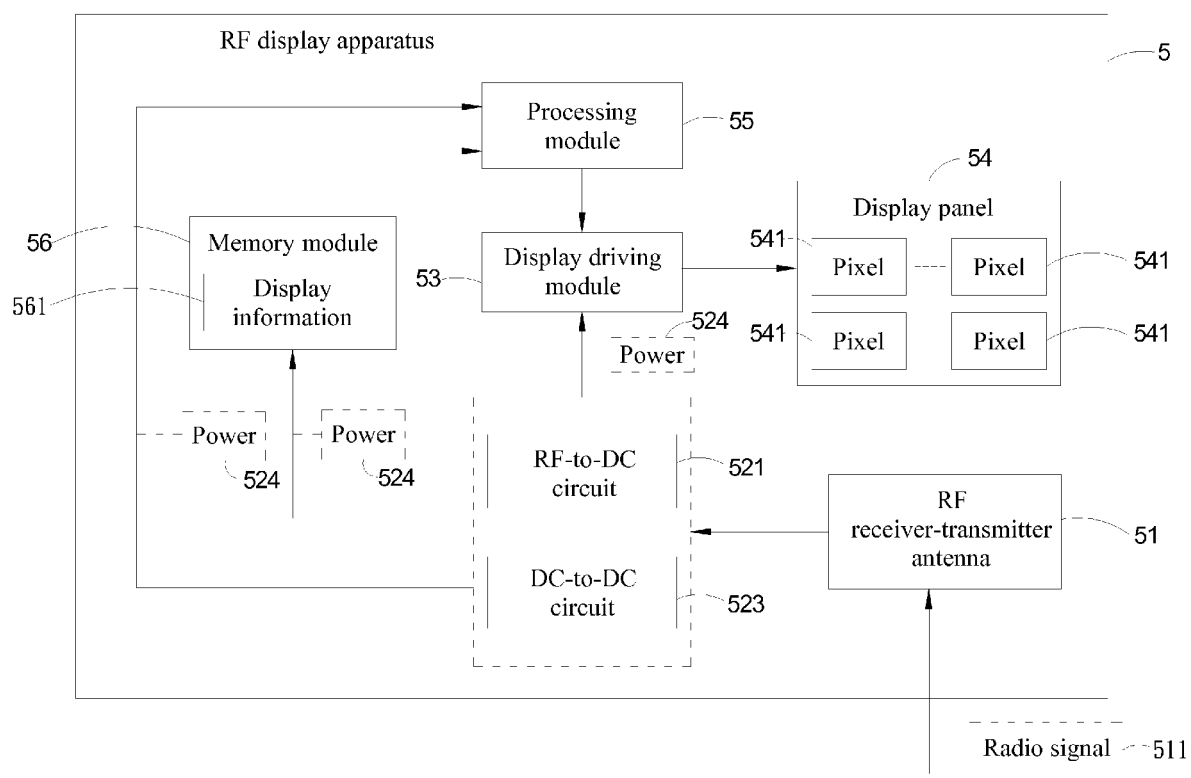 RF display apparatus
5
Processing
module
55
54
Display panel
56
Memory module
561
Display
information
53
Display driving
module
541
Pixel
Pixel
541
541
Pixel
Pixel
541
524
Power
Power
524
Power
524
RF-to-DC
circuit
521
DC-to-DC
circuit
523
RF
receiver-transmitter
antenna
51
Radio signal
511